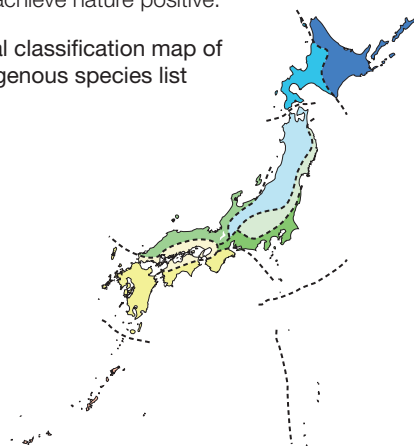 achieve nature positive.
al classification map of
genous species list